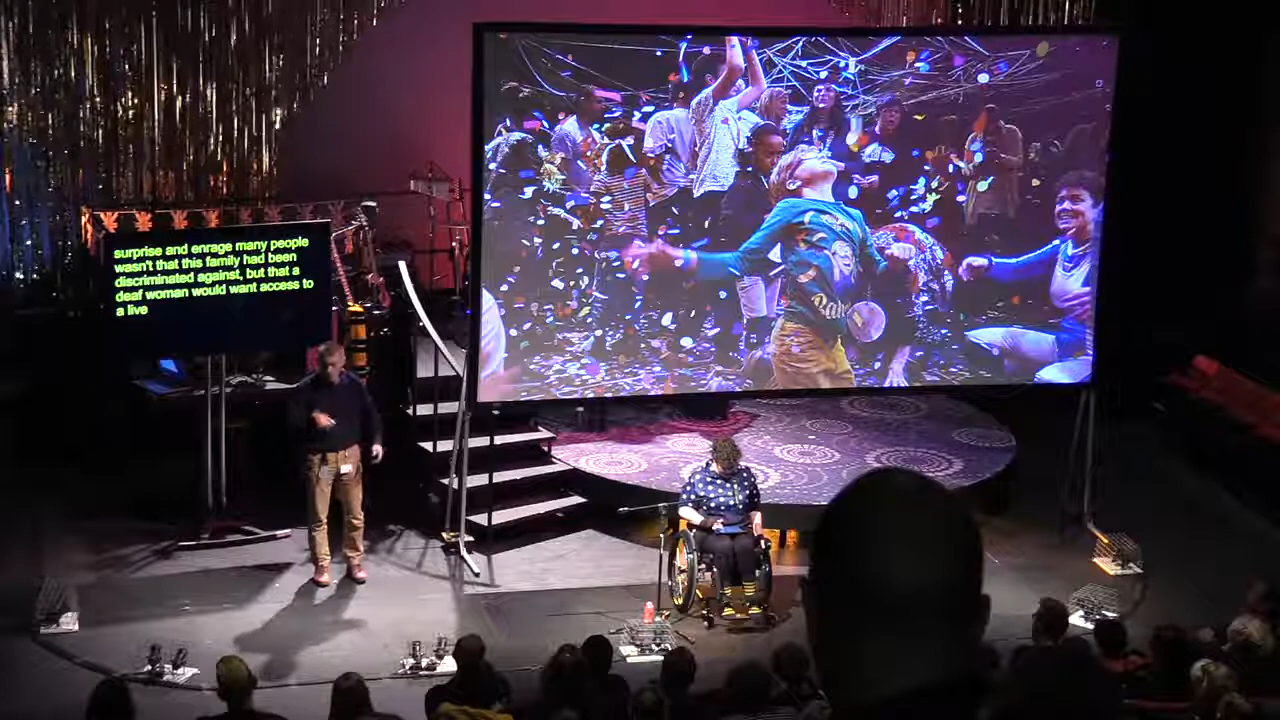 surprise and enrage many people
wasn't that this family had been
discriminated against, but that a
deaf woman would want access to
a live